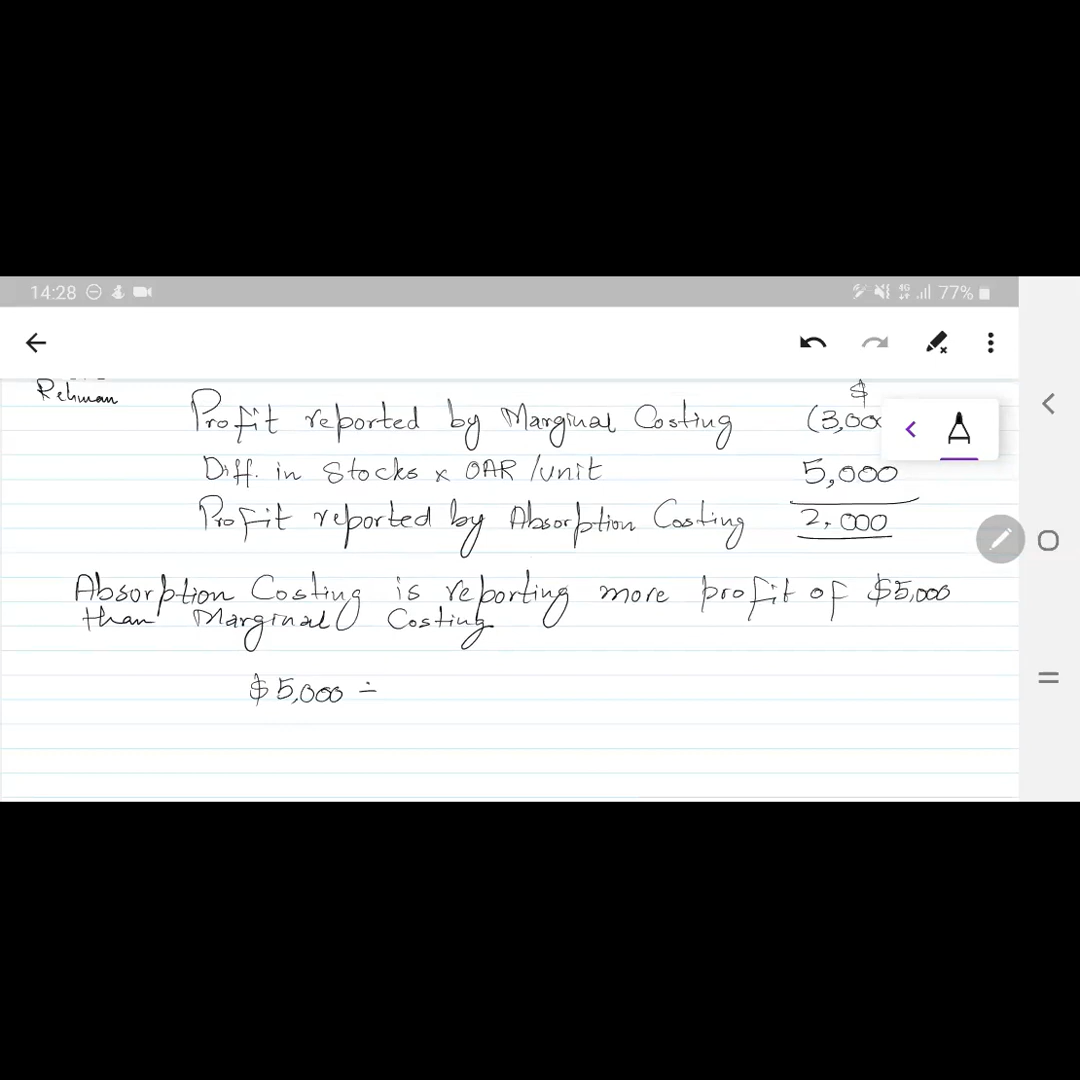 14:28 4G 77%
Rehman
$
Profit reported by Marginal Costing (3,000
Diff. in Stocks x OAR/unit 5,000
Profit reported by Absorption Costing 2,000
Absorption Costing is reporting more profit of $5,000
than Marginal Costing
$5,000 ÷